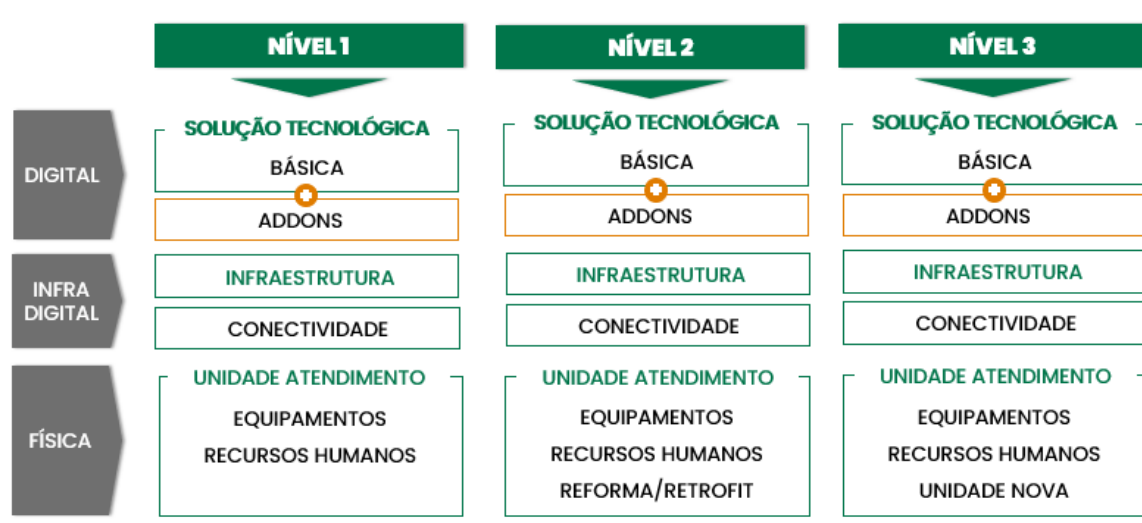 NÍVEL 1
NÍVEL 2
NÍVEL 3
DIGITAL
SOLUÇÃO TECNOLÓGICA
BÁSICA
ADDONS
SOLUÇÃO TECNOLÓGICA
BÁSICA
ADDONS
SOLUÇÃO TECNOLÓGICA
BÁSICA
ADDONS
INFRA
DIGITAL
INFRAESTRUTURA
CONECTIVIDADE
INFRAESTRUTURA
CONECTIVIDADE
INFRAESTRUTURA
CONECTIVIDADE
FÍSICA
UNIDADE ATENDIMENTO
EQUIPAMENTOS
RECURSOS HUMANOS
UNIDADE ATENDIMENTO
EQUIPAMENTOS
RECURSOS HUMANOS
REFORMA/RETROFIT
UNIDADE ATENDIMENTO
EQUIPAMENTOS
RECURSOS HUMANOS
UNIDADE NOVA